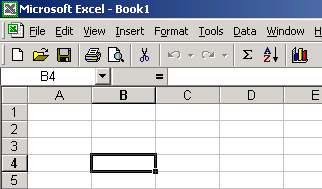 Microsoft Excel - Book1
File Edit View Insert Format Tools Data Window H
B4 =
A B C D E
1
2
3
4
5